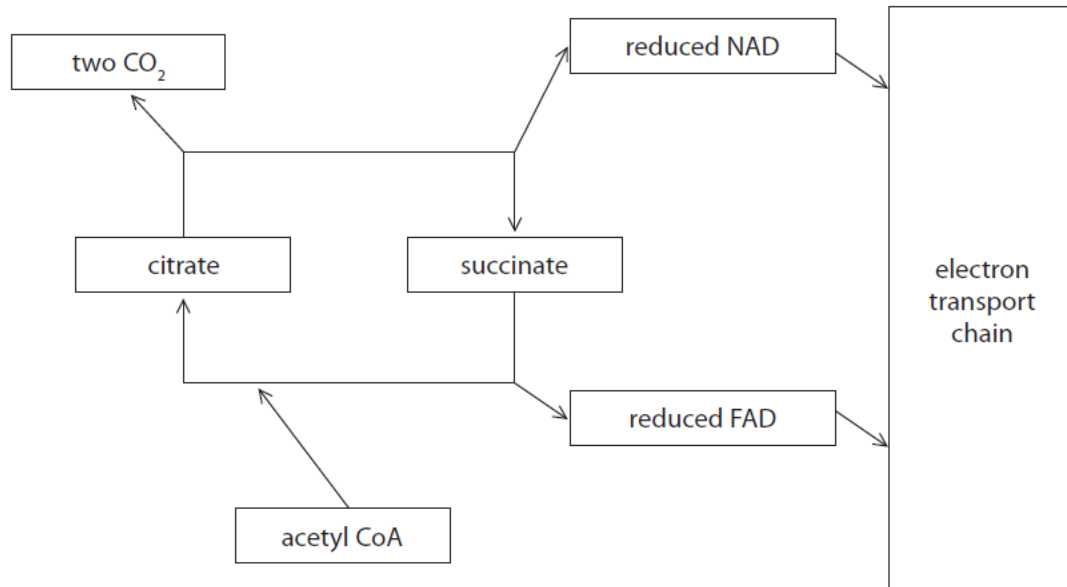 two CO₂
reduced NAD
citrate
succinate
electron
transport
chain
reduced FAD
acetyl CoA